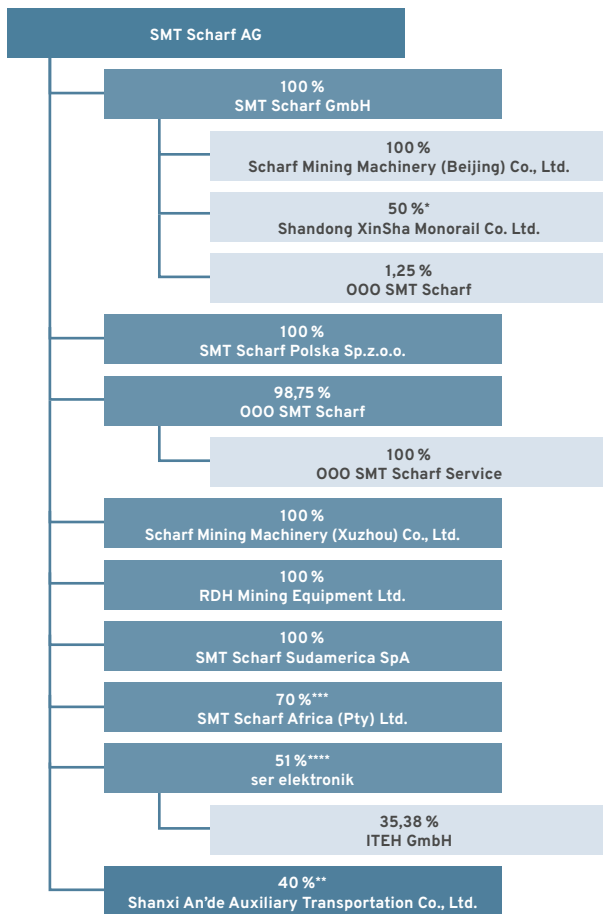 SMT Scharf AG
100 %
SMT Scharf GmbH
100 %
Scharf Mining Machinery (Beijing) Co., Ltd.
50 %*
Shandong XinSha Monorail Co. Ltd.
1,25 %
OOO SMT Scharf
100 %
SMT Scharf Polska Sp.z.o.o.
98,75 %
OOO SMT Scharf
100 %
OOO SMT Scharf Service
100 %
Scharf Mining Machinery (Xuzhou) Co., Ltd.
100 %
RDH Mining Equipment Ltd.
100 %
SMT Scharf Sudamerica SpA
70 %***
SMT Scharf Africa (Pty) Ltd.
51 %****
ser elektronik
35,38 %
ITEH GmbH
40 %**
Shanxi An’de Auxiliary Transportation Co., Ltd.